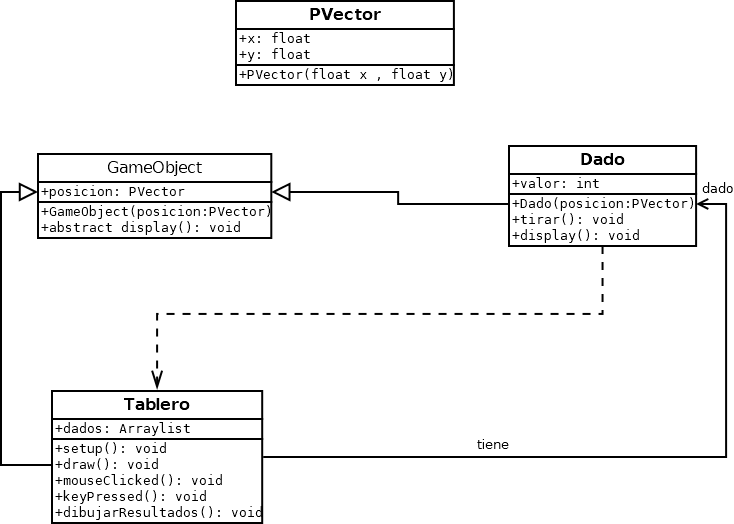 PVector
+x: float
+y: float
+PVector(float x , float y)
GameObject
+posicion: PVector
+GameObject(posicion:PVector)
+abstract display(): void
Dado
+valor: int
+Dado(posicion:PVector)
+tirar(): void
+display(): void
dado
Tablero
+dados: Arraylist
+setup(): void
+draw(): void
+mouseClicked(): void
+keyPressed(): void
+dibujarResultados(): void
tiene